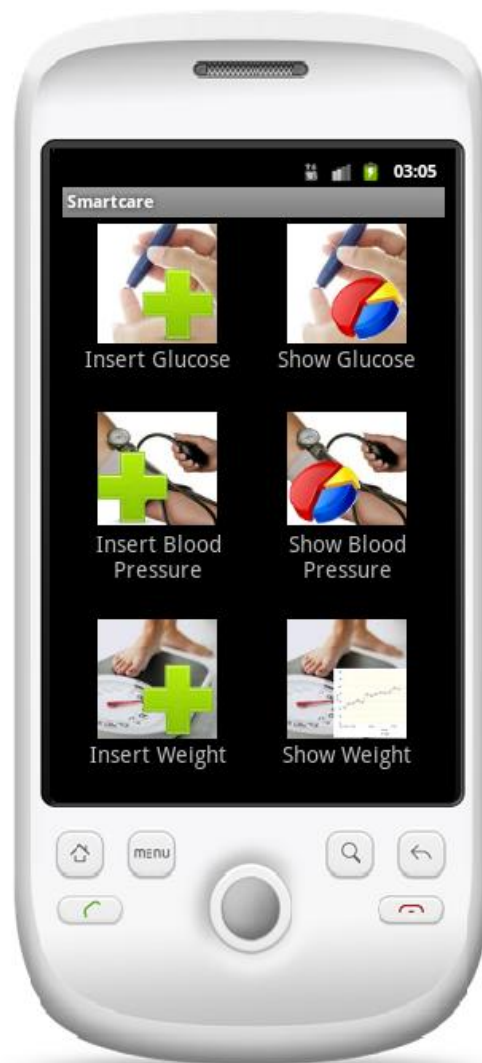 03:05
Smartcare
Insert Glucose
Show Glucose
Insert Blood
Pressure
Show Blood
Pressure
Insert Weight
Show Weight
MENU